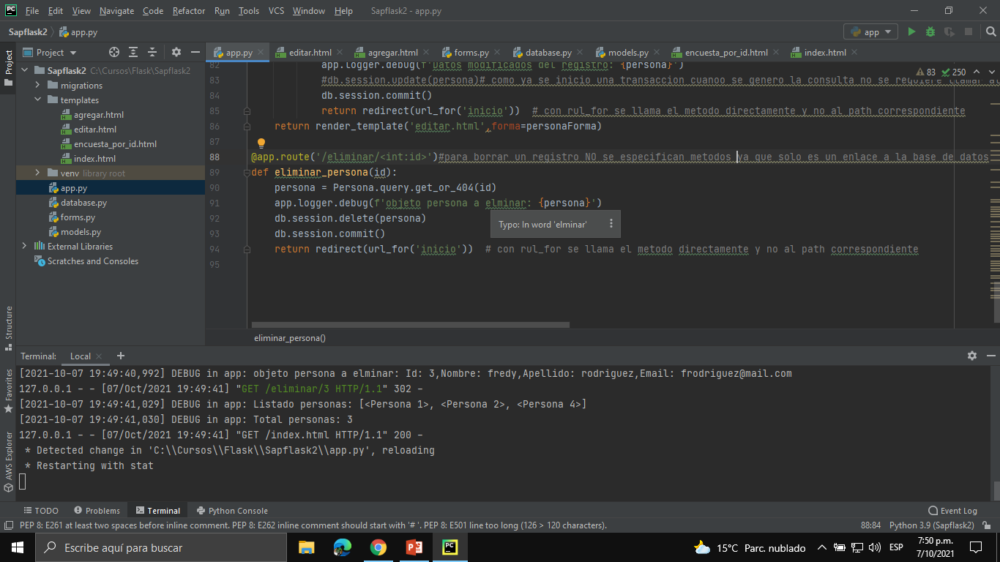 File Edit View Navigate Code Refactor Run Tools VCS Window Help Sapflask2 - app.py
Sapflask2 app.py app
Project app.py editar.html agregar.html forms.py database.py models.py encuesta_por_id.html index.html
Project
Sapflask2 C:\Cursos\Flask\Sapflask2
migrations
templates
agregar.html
editar.html
encuesta_por_id.html
index.html
venv library root
app.py
database.py
forms.py
models.py
External Libraries
Scratches and Consoles
83 250
82 app.logger.debug(f'Datos modificados del registro: {persona}')
83 #db.session.update(persona)# como ya se inicio una transaccion cuando se genero la consulta no se requiere llamar al
84 db.session.commit()
85 return redirect(url_for('inicio')) # con rul_for se llama el metodo directamente y no al path correspondiente
86 return render_template('editar.html',forma=personaForma)
87
88 @app.route('/eliminar/<int:id>')#para borrar un registro NO se especifican metodos ya que solo es un enlace a la base de datos
89 def eliminar_persona(id):
90 persona = Persona.query.get_or_404(id)
91 app.logger.debug(f'objeto persona a elminar: {persona}')
92 db.session.delete(persona)
93 db.session.commit()
94 return redirect(url_for('inicio')) # con rul_for se llama el metodo directamente y no al path correspondiente
95
Typo: In word 'elminar'
eliminar_persona()
Structure
Favorites
AWS Explorer
Terminal: Local
[2021-10-07 19:49:40,992] DEBUG in app: objeto persona a elminar: Id: 3,Nombre: fredy,Apellido: rodriguez,Email: frodriguez@mail.com
127.0.0.1 - - [07/Oct/2021 19:49:41] "GET /eliminar/3 HTTP/1.1" 302 -
[2021-10-07 19:49:41,029] DEBUG in app: Listado personas: [<Persona 1>, <Persona 2>, <Persona 4>]
[2021-10-07 19:49:41,030] DEBUG in app: Total personas: 3
127.0.0.1 - - [07/Oct/2021 19:49:41] "GET /index.html HTTP/1.1" 200 -
* Detected change in 'C:\\Cursos\\Flask\\Sapflask2\\app.py', reloading
* Restarting with stat
TODO Problems Terminal Python Console Event Log
PEP 8: E261 at least two spaces before inline comment. PEP 8: E262 inline comment should start with '# '. PEP 8: E501 line too long (126 > 120 characters). 88:84 Python 3.9 (Sapflask2)
Escribe aquí para buscar 15°C Parc. nublado ESP 7:50 p.m.
7/10/2021